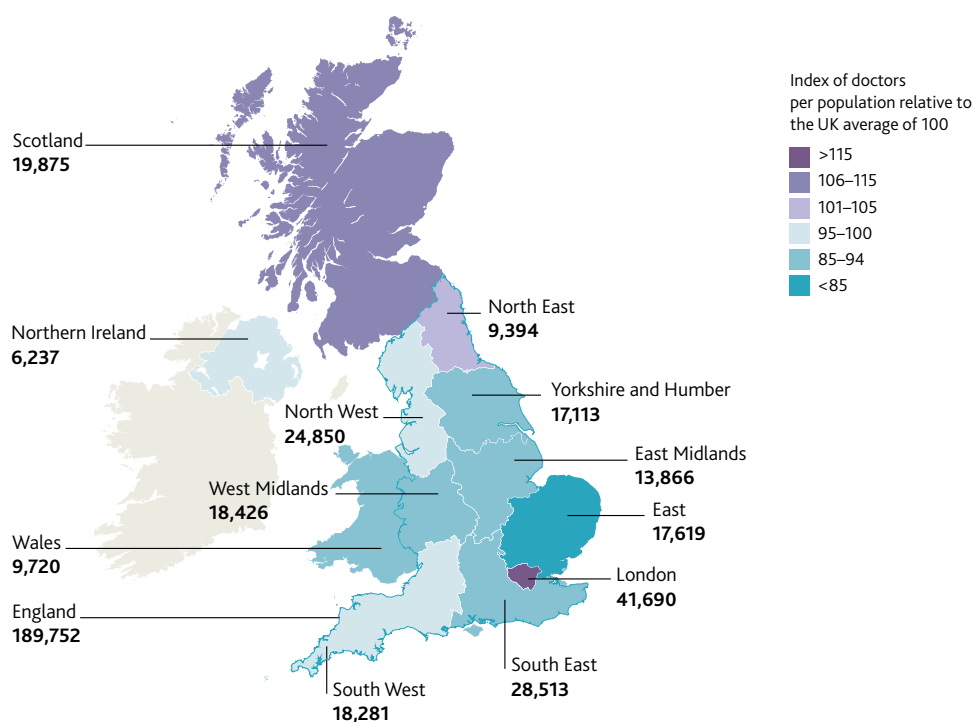 Index of doctors
per population relative to
the UK average of 100
>115
106–115
101–105
95–100
85–94
<85
Scotland
19,875
North East
9,394
Northern Ireland
6,237
Yorkshire and Humber
17,113
North West
24,850
East Midlands
13,866
West Midlands
18,426
East
17,619
Wales
9,720
London
41,690
England
189,752
South East
28,513
South West
18,281